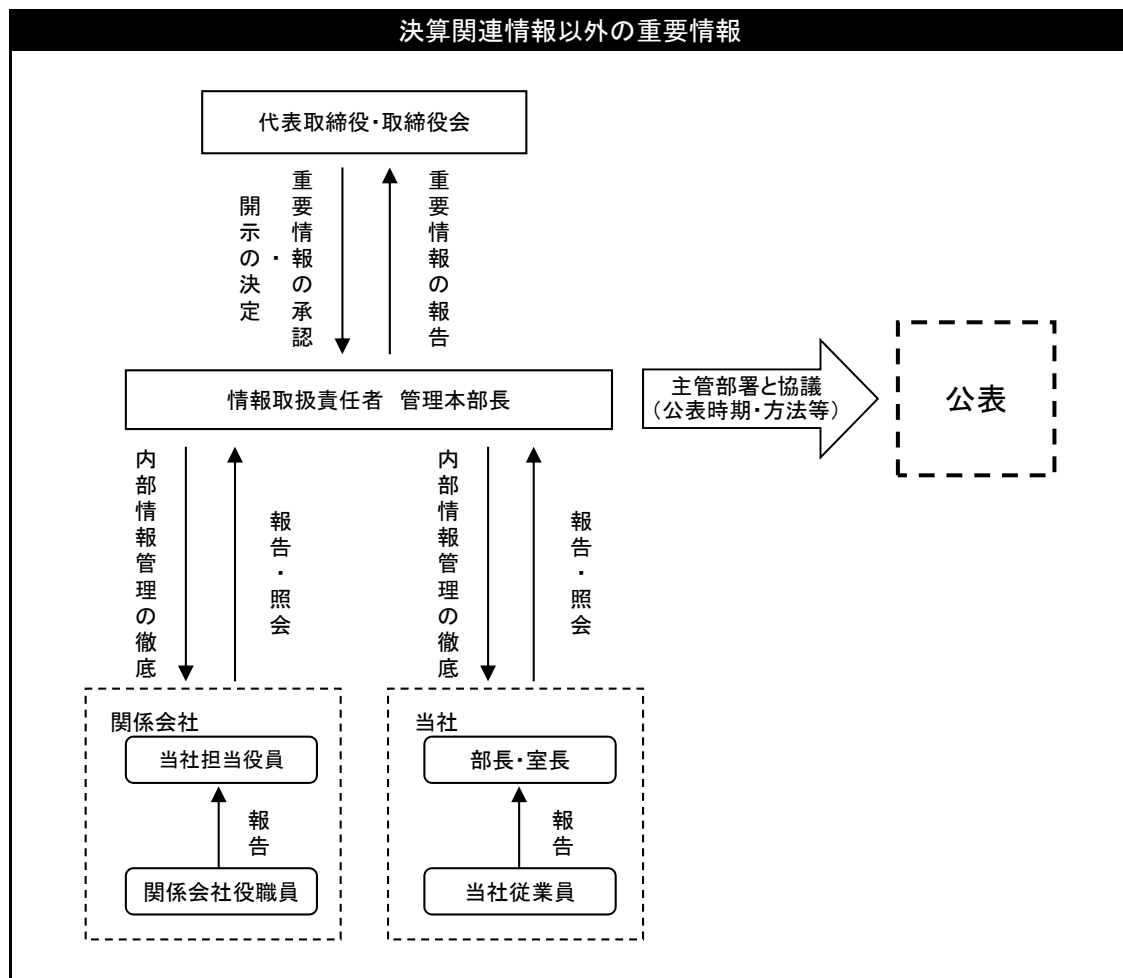 決算関連情報以外の重要情報
代表取締役・取締役会
重要情報の承認・
開示の決定
重要情報の報告
情報取扱責任者　管理本部長
主管部署と協議
（公表時期・方法等）
公表
内部情報管理の徹底
報告・照会
内部情報管理の徹底
報告・照会
関係会社
当社担当役員
報告
関係会社役職員
当社
部長・室長
報告
当社従業員